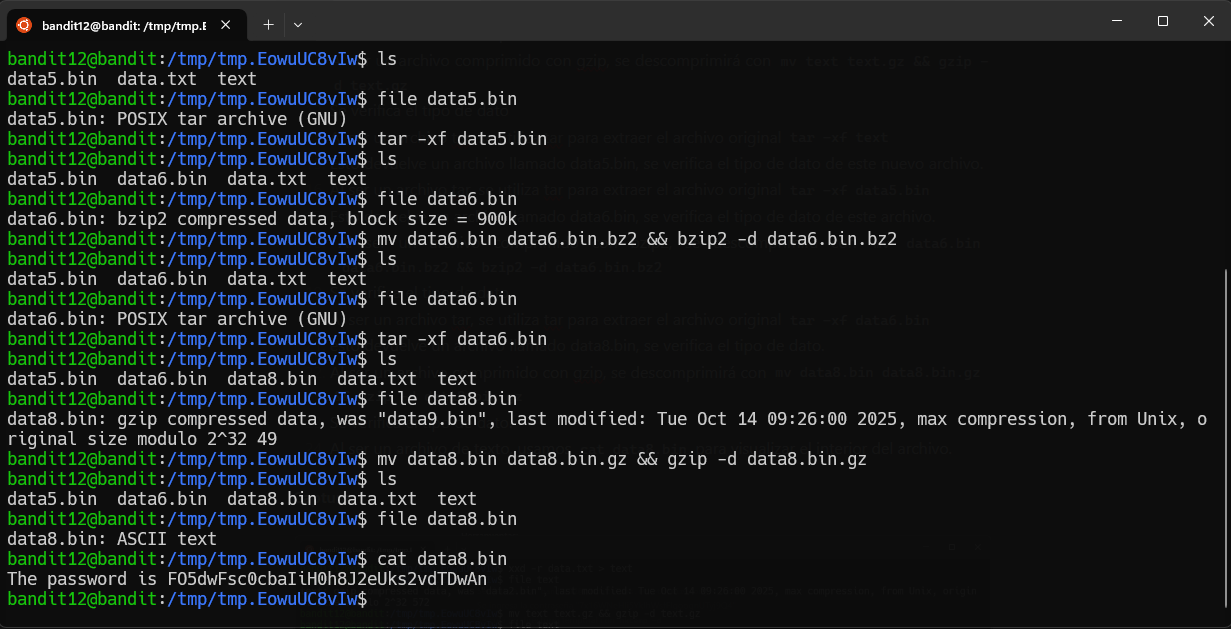 bandit12@bandit: /tmp/tmp.E
bandit12@bandit:/tmp/tmp.EowuUC8vIw$ ls
data5.bin  data.txt  text
bandit12@bandit:/tmp/tmp.EowuUC8vIw$ file data5.bin
data5.bin: POSIX tar archive (GNU)
bandit12@bandit:/tmp/tmp.EowuUC8vIw$ tar -xf data5.bin
bandit12@bandit:/tmp/tmp.EowuUC8vIw$ ls
data5.bin  data6.bin  data.txt  text
bandit12@bandit:/tmp/tmp.EowuUC8vIw$ file data6.bin
data6.bin: bzip2 compressed data, block size = 900k
bandit12@bandit:/tmp/tmp.EowuUC8vIw$ mv data6.bin data6.bin.bz2 && bzip2 -d data6.bin.bz2
bandit12@bandit:/tmp/tmp.EowuUC8vIw$ ls
data5.bin  data6.bin  data.txt  text
bandit12@bandit:/tmp/tmp.EowuUC8vIw$ file data6.bin
data6.bin: POSIX tar archive (GNU)
bandit12@bandit:/tmp/tmp.EowuUC8vIw$ tar -xf data6.bin
bandit12@bandit:/tmp/tmp.EowuUC8vIw$ ls
data5.bin  data6.bin  data8.bin  data.txt  text
bandit12@bandit:/tmp/tmp.EowuUC8vIw$ file data8.bin
data8.bin: gzip compressed data, was "data9.bin", last modified: Tue Oct 14 09:26:00 2025, max compression, from Unix, o
riginal size modulo 2^32 49
bandit12@bandit:/tmp/tmp.EowuUC8vIw$ mv data8.bin data8.bin.gz && gzip -d data8.bin.gz
bandit12@bandit:/tmp/tmp.EowuUC8vIw$ ls
data5.bin  data6.bin  data8.bin  data.txt  text
bandit12@bandit:/tmp/tmp.EowuUC8vIw$ file data8.bin
data8.bin: ASCII text
bandit12@bandit:/tmp/tmp.EowuUC8vIw$ cat data8.bin
The password is FO5dwFsc0cbaIiH0h8J2eUks2vdTDwAn
bandit12@bandit:/tmp/tmp.EowuUC8vIw$